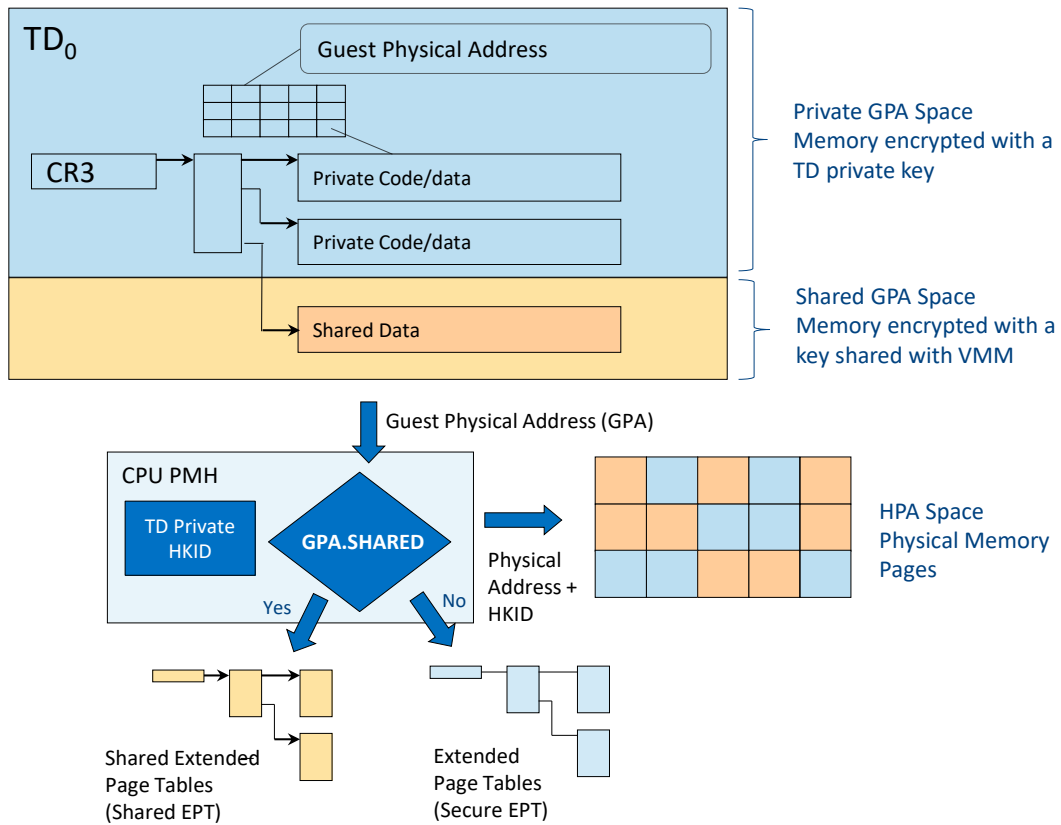 TD0
Guest Physical Address
CR3
Private Code/data
Private Code/data
Shared Data
Private GPA Space
Memory encrypted with a
TD private key
Shared GPA Space
Memory encrypted with a
key shared with VMM
Guest Physical Address (GPA)
CPU PMH
TD Private
HKID
GPA.SHARED
Yes
No
Physical
Address +
HKID
HPA Space
Physical Memory
Pages
Shared Extended
Page Tables
(Shared EPT)
Extended
Page Tables
(Secure EPT)